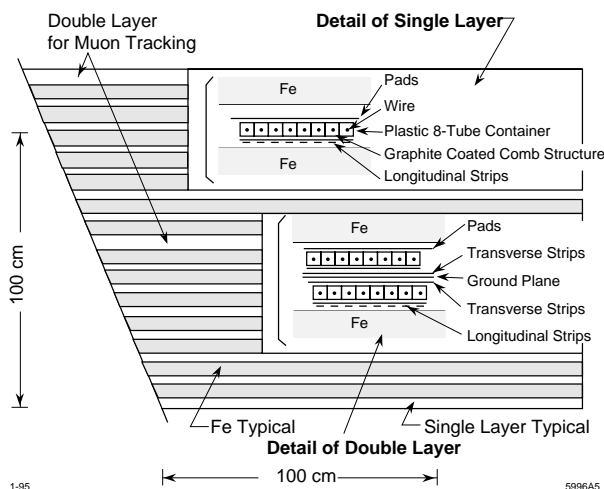 Double Layer
for Muon Tracking
Detail of Single Layer
Fe
Pads
Wire
Plastic 8-Tube Container
Graphite Coated Comb Structure
Fe
Longitudinal Strips
100 cm
Fe
Pads
Transverse Strips
Ground Plane
Transverse Strips
Fe
Longitudinal Strips
Fe Typical
Single Layer Typical
Detail of Double Layer
100 cm
1-95
5996A5